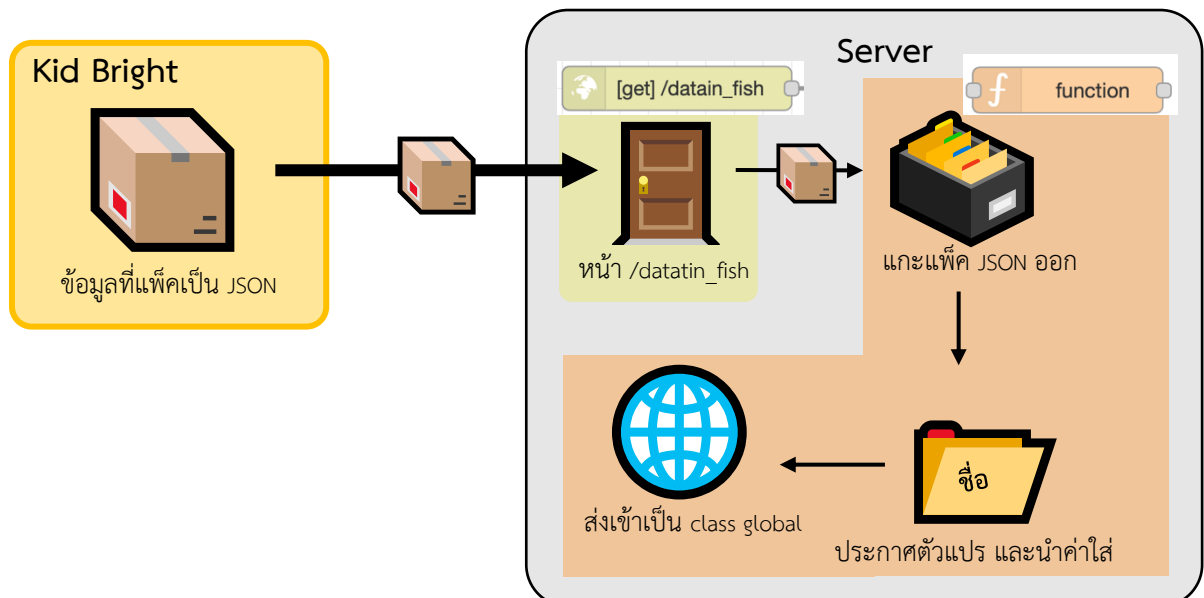 Kid Bright
ข้อมูลที่แพ็คเป็น JSON
Server
[get] /datain_fish
function
หน้า /datatin_fish
แกะแพ็ค JSON ออก
ชื่อ
ประกาศตัวแปร และนำค่าใส่
ส่งเข้าเป็น class global